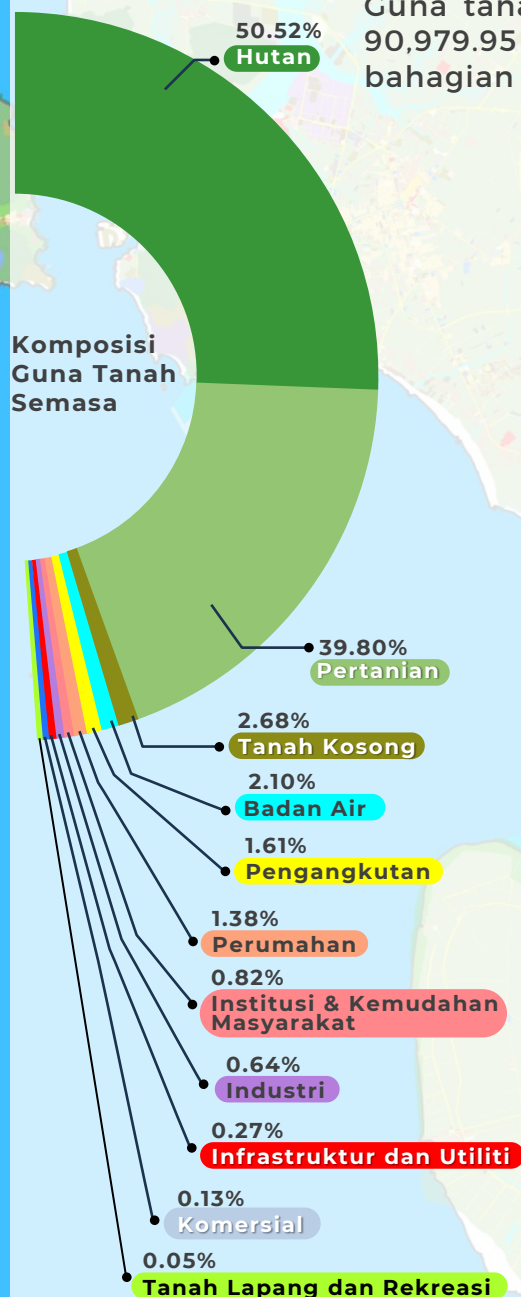 Guna tana
90,979.95
bahagian
50.52%
Hutan
Komposisi
Guna Tanah
Semasa
39.80%
Pertanian
2.68%
Tanah Kosong
2.10%
Badan Air
1.61%
Pengangkutan
1.38%
Perumahan
0.82%
Institusi & Kemudahan
Masyarakat
0.64%
Industri
0.27%
Infrastruktur dan Utiliti
0.13%
Komersial
0.05%
Tanah Lapang dan Rekreasi